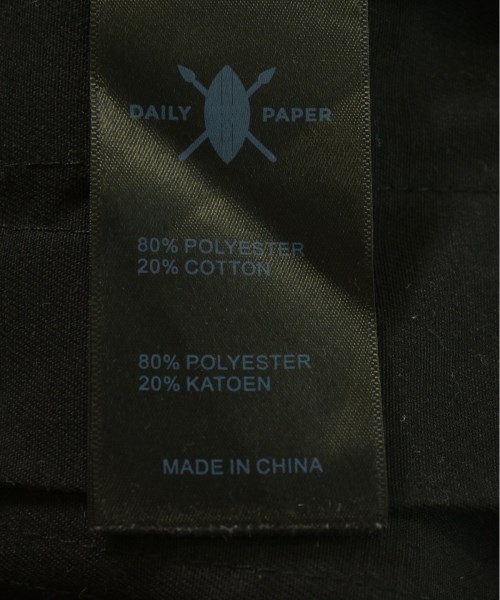 DAILY PAPER
80% POLYESTER
20% COTTON
80% POLYESTER
20% KATOEN
MADE IN CHINA